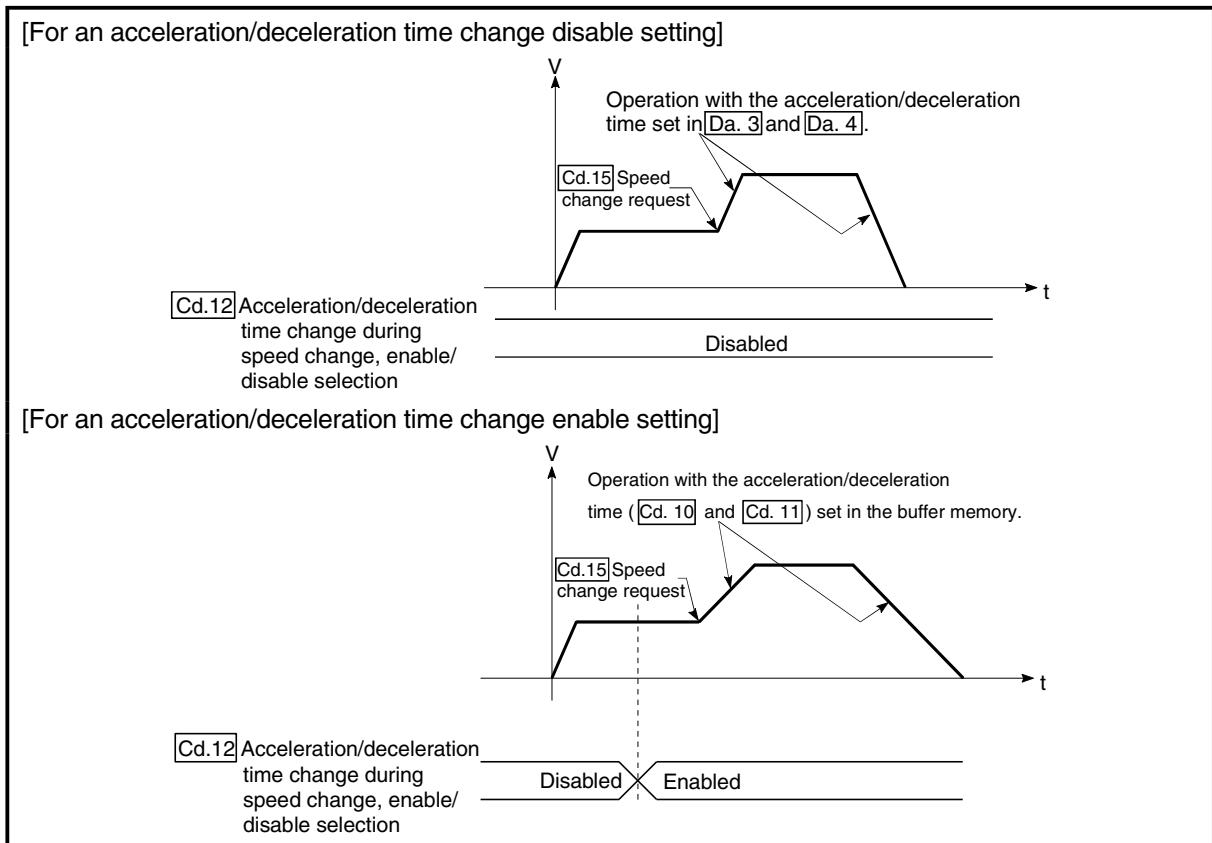 [For an acceleration/deceleration time change disable setting]
V
Operation with the acceleration/deceleration
time set in Da. 3 and Da. 4.
Cd.15 Speed
change request
t
Cd.12 Acceleration/deceleration
time change during
speed change, enable/
disable selection
Disabled
[For an acceleration/deceleration time change enable setting]
V
Operation with the acceleration/deceleration
time ( Cd. 10 and Cd. 11 ) set in the buffer memory.
Cd.15 Speed
change request
t
Cd.12 Acceleration/deceleration
time change during
speed change, enable/
disable selection
Disabled Enabled